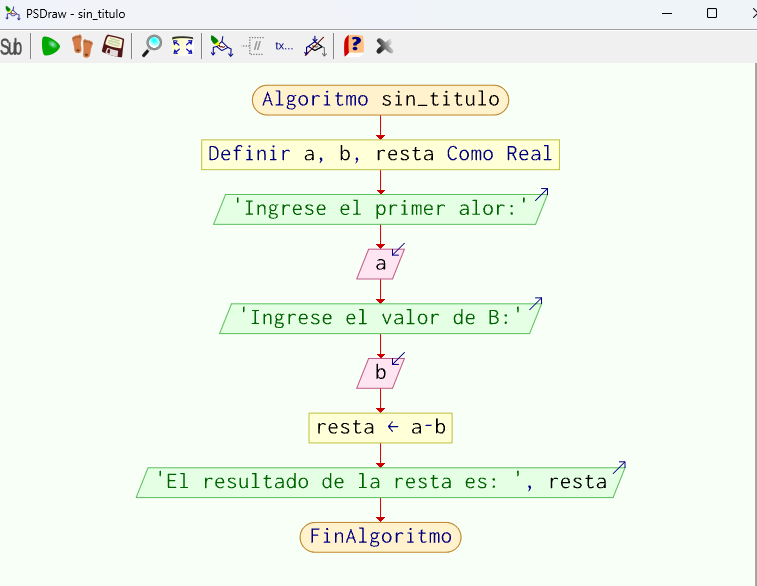 PSDraw - sin_titulo
Sub // tx... ?
Algoritmo sin_titulo
Definir a, b, resta Como Real
'Ingrese el primer alor:'
a
'Ingrese el valor de B:'
b
resta ← a-b
'El resultado de la resta es: ', resta
FinAlgoritmo